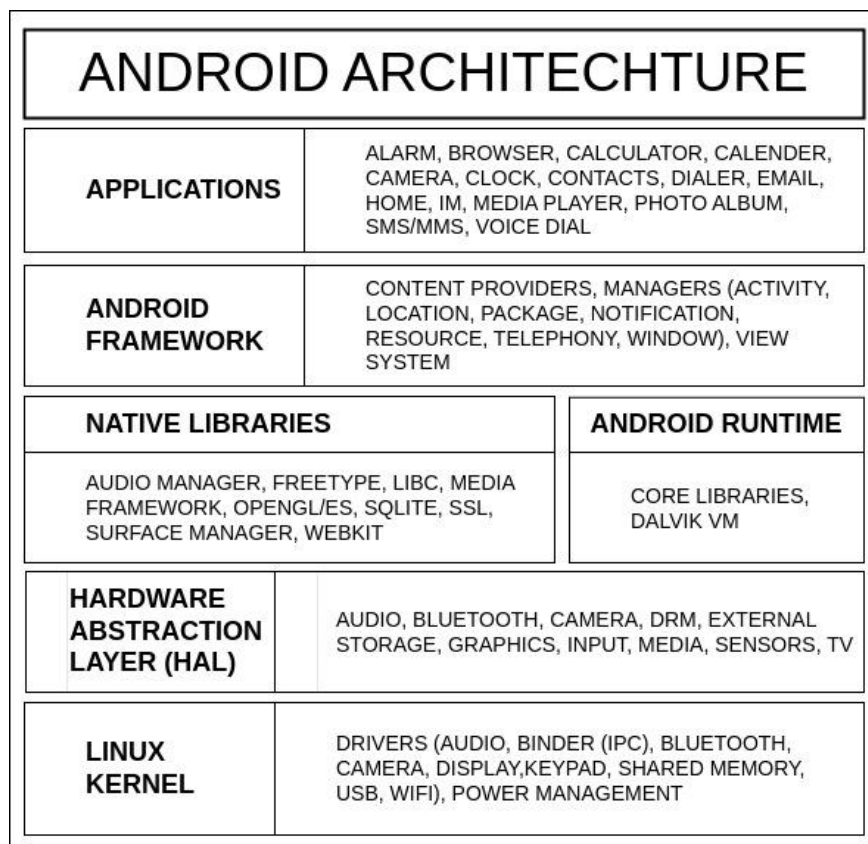 ANDROID ARCHITECHTURE
APPLICATIONS
ALARM, BROWSER, CALCULATOR, CALENDER,
CAMERA, CLOCK, CONTACTS, DIALER, EMAIL,
HOME, IM, MEDIA PLAYER, PHOTO ALBUM,
SMS/MMS, VOICE DIAL
ANDROID
FRAMEWORK
CONTENT PROVIDERS, MANAGERS (ACTIVITY,
LOCATION, PACKAGE, NOTIFICATION,
RESOURCE, TELEPHONY, WINDOW), VIEW
SYSTEM
NATIVE LIBRARIES
AUDIO MANAGER, FREETYPE, LIBC, MEDIA
FRAMEWORK, OPENGL/ES, SQLITE, SSL,
SURFACE MANAGER, WEBKIT
ANDROID RUNTIME
CORE LIBRARIES,
DALVIK VM
HARDWARE
ABSTRACTION
LAYER (HAL)
AUDIO, BLUETOOTH, CAMERA, DRM, EXTERNAL
STORAGE, GRAPHICS, INPUT, MEDIA, SENSORS, TV
LINUX
KERNEL
DRIVERS (AUDIO, BINDER (IPC), BLUETOOTH,
CAMERA, DISPLAY,KEYPAD, SHARED MEMORY,
USB, WIFI), POWER MANAGEMENT